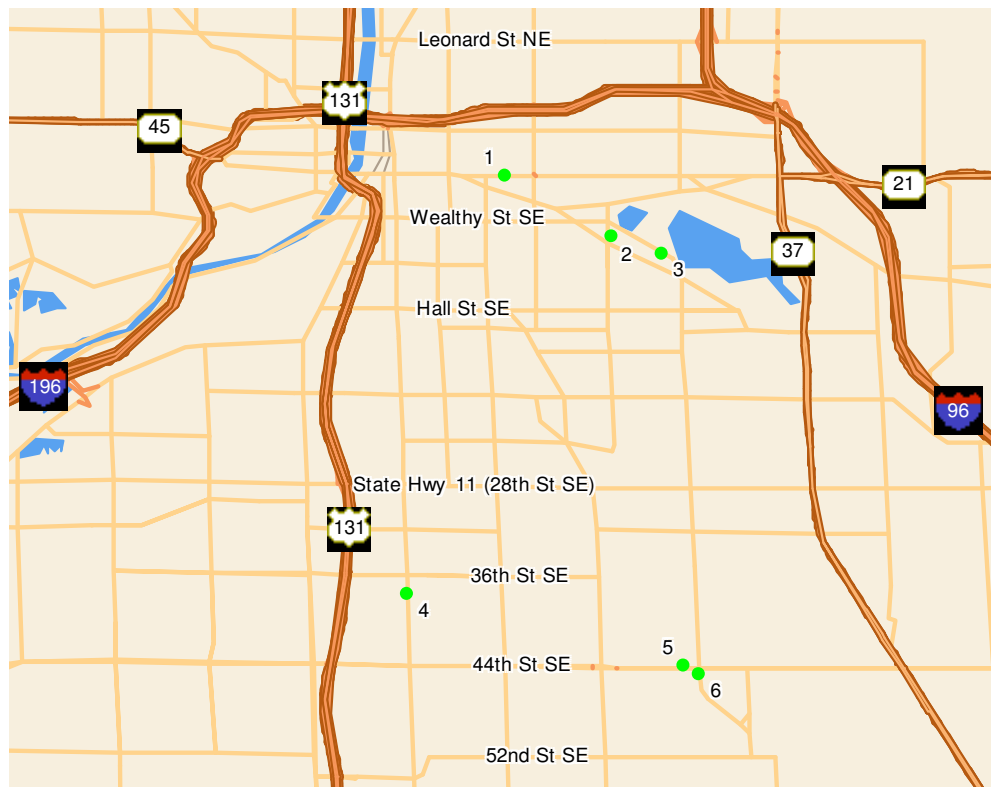 Leonard St NE
131
45
1
21
Wealthy St SE
2
37
3
Hall St SE
196
96
State Hwy 11 (28th St SE)
131
36th St SE
4
5
44th St SE
6
52nd St SE